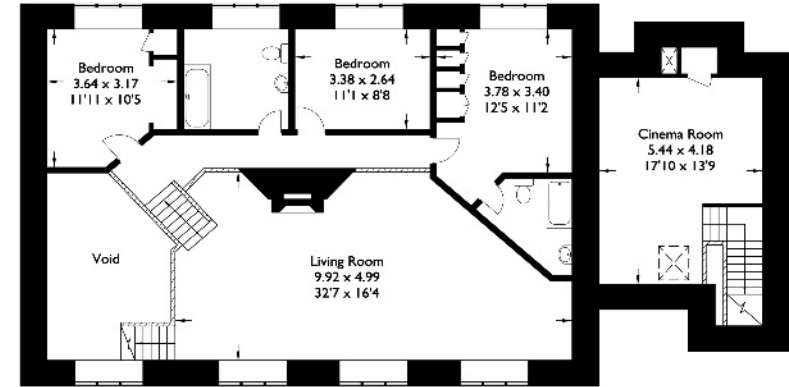 Bedroom
3.64 x 3.17
11'11 x 10'5
Bedroom
3.38 x 2.64
11'1 x 8'8
Bedroom
3.78 x 3.40
12'5 x 11'2
Cinema Room
5.44 x 4.18
17'10 x 13'9
Void
Living Room
9.92 x 4.99
32'7 x 16'4